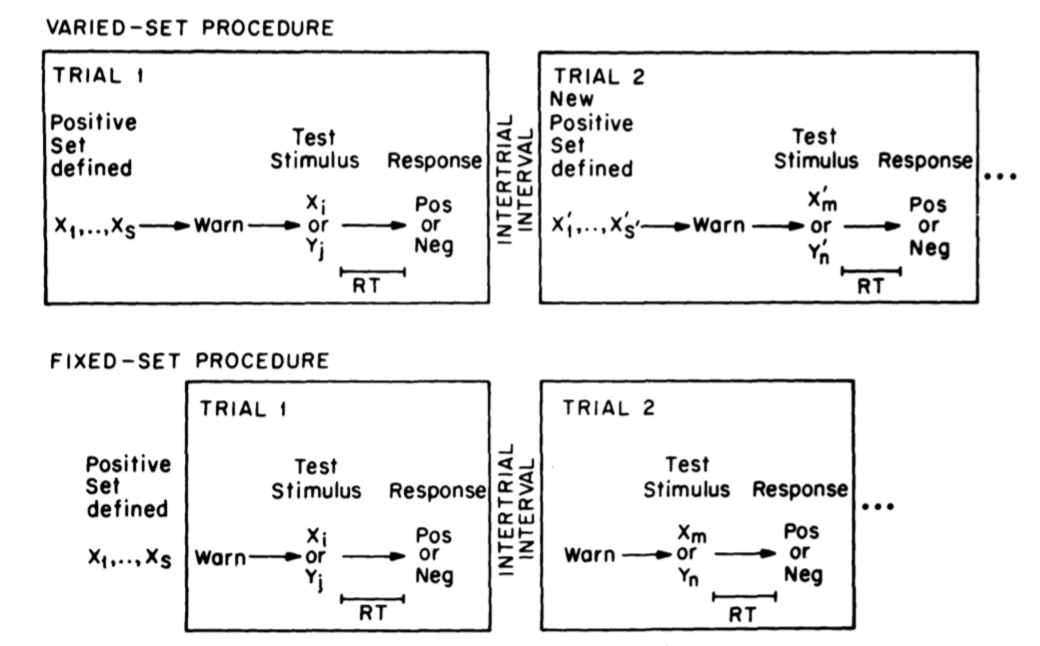 VARIED-SET PROCEDURE
TRIAL 1
Positive
Set
defined
Test
Stimulus
Response
X₁,..,Xs
Warn
Xi
or
Yj
Pos
or
Neg
RT
INTERTRIAL
INTERVAL
TRIAL 2
New
Positive
Set
defined
Test
Stimulus
Response
X′₁,..,X′s′
Warn
X′m
or
Y′n
Pos
or
Neg
RT
...
FIXED-SET PROCEDURE
Positive
Set
defined
X₁,..,Xs
TRIAL 1
Test
Stimulus
Response
Warn
Xi
or
Yj
Pos
or
Neg
RT
INTERTRIAL
INTERVAL
TRIAL 2
Test
Stimulus
Response
Warn
Xm
or
Yn
Pos
or
Neg
RT
...